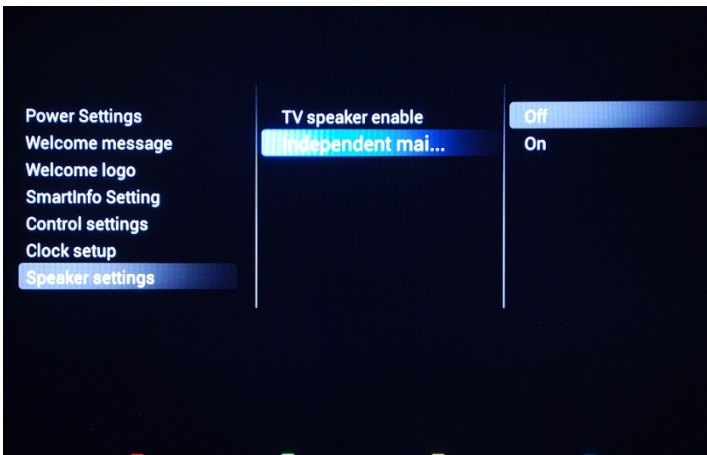 Power Settings
Welcome message
Welcome logo
SmartInfo Setting
Control settings
Clock setup
Speaker settings
TV speaker enable
Independent mai...
Off
On